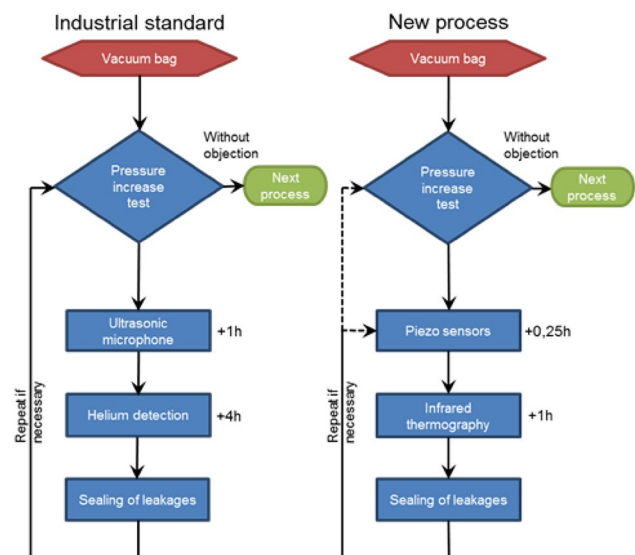 Industrial standard
Vacuum bag
Without
objection
Pressure
increase
test
Next
process
Ultrasonic
microphone
+1h
Helium detection
+4h
Sealing of leakages
Repeat if
necessary
New process
Vacuum bag
Without
objection
Pressure
increase
test
Next
process
Piezo sensors
+0,25h
Infrared
thermography
+1h
Sealing of leakages
Repeat if
necessary